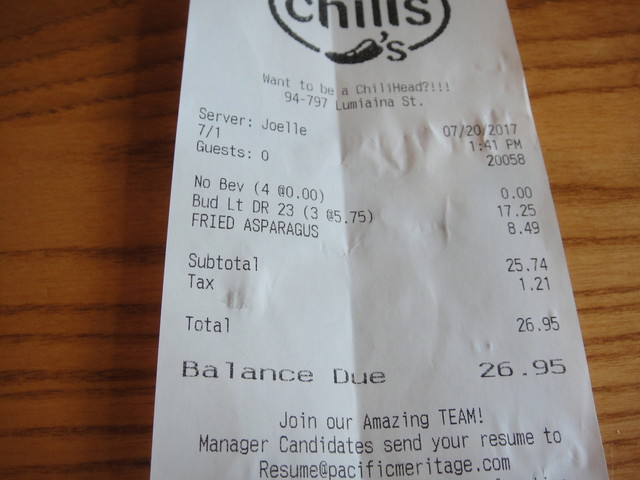 chilis
's
Want to be a ChiliHead?!!!
94-797 Lumiaina St.
Server: Joelle 07/20/2017
7/1 1:41 PM
Guests: 0 20058
No Bev (4 @0.00) 0.00
Bud Lt DR 23 (3 @5.75) 17.25
FRIED ASPARAGUS 8.49
Subtotal 25.74
Tax 1.21
Total 26.95
Balance Due 26.95
Join our Amazing TEAM!
Manager Candidates send your resume to
Resume@pacificmeritage.com